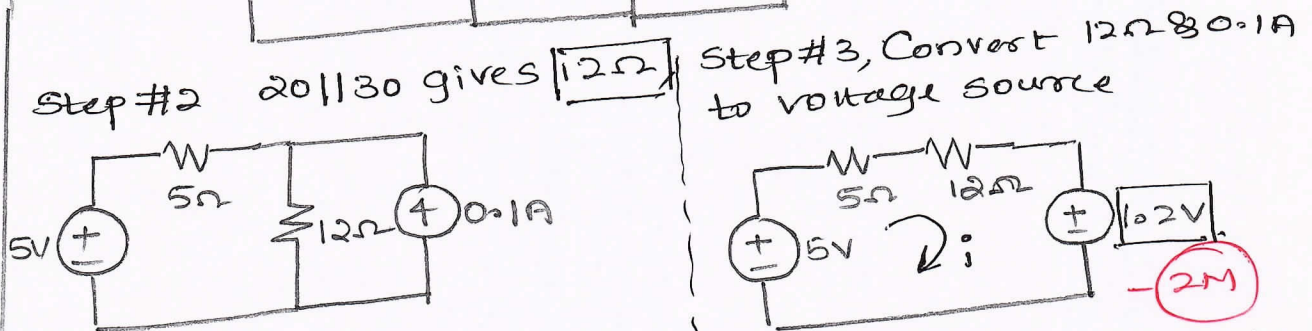 Step #2 20||30 gives 12Ω
5Ω
5V
+
-
12Ω
0.1A
Step #3, Convert 12Ω & 0.1A
to voltage source
5Ω
12Ω
+
-
5V
i
+
-
1.2V
-2M